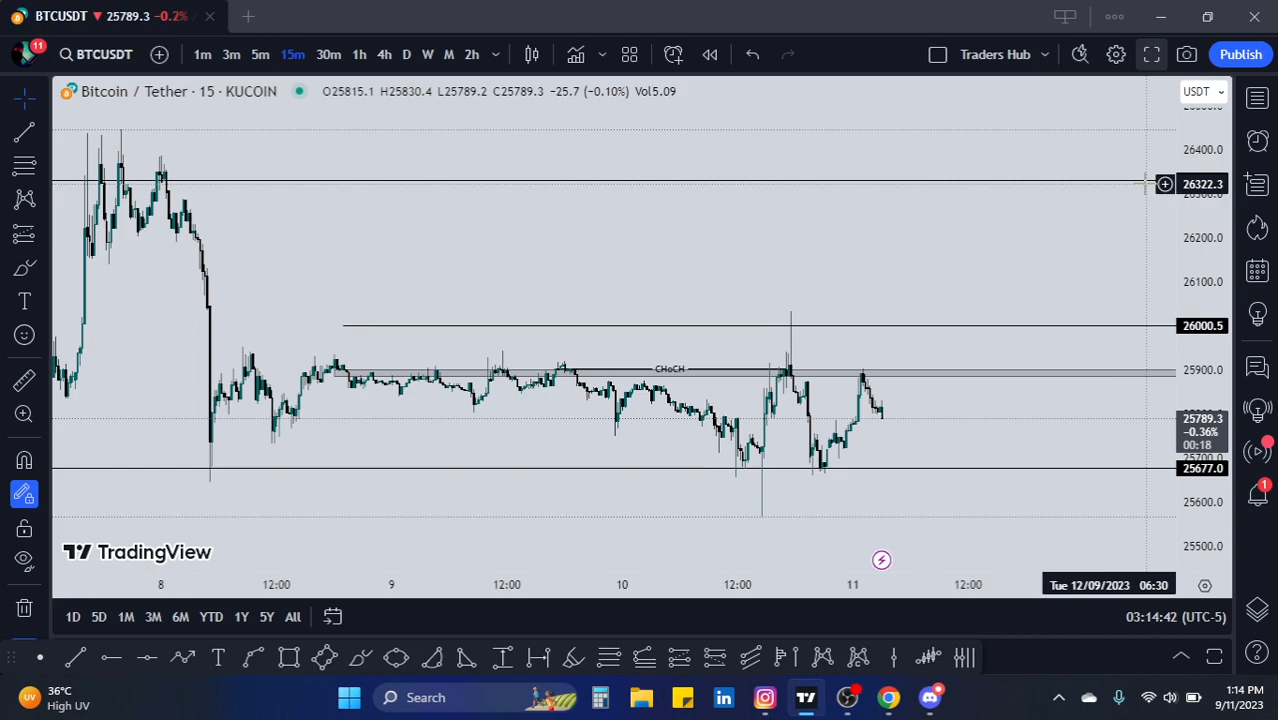 BTCUSDT ▼ 25789.3 -0.2%
11 BTCUSDT 1m 3m 5m 15m 30m 1h 4h D W M 2h Traders Hub Publish
Bitcoin / Tether · 15 · KUCOIN O25815.1 H25830.4 L25789.2 C25789.3 −25.7 (−0.10%) Vol5.09 USDT
26400.0
26322.3
26200.0
26100.0
26000.5
CHoCH 25900.0
25789.3
-0.36%
00:18
25700.0
25677.0
25600.0
25500.0
TradingView
8 12:00 9 12:00 10 12:00 11 12:00 Tue 12/09/2023 06:30
1D 5D 1M 3M 6M YTD 1Y 5Y All 03:14:42 (UTC-5)
36°C
High UV
Search
1:14 PM
9/11/2023
1